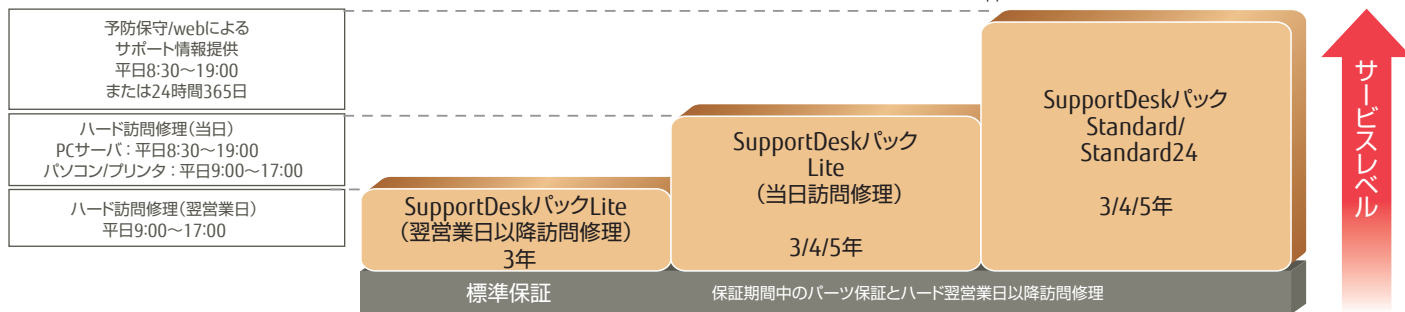 予防保守/webによる
サポート情報提供
平日8:30～19:00
または24時間365日
ハード訪問修理(当日)
PCサーバ：平日8:30～19:00
パソコン/プリンタ：平日9:00～17:00
ハード訪問修理(翌営業日)
平日9:00～17:00
SupportDeskパックLite
(翌営業日以降訪問修理)
3年
SupportDeskパック
Lite
(当日訪問修理)
3/4/5年
SupportDeskパック
Standard/
Standard24
3/4/5年
標準保証
保証期間中のパーツ保証とハード翌営業日以降訪問修理
サービスレベル